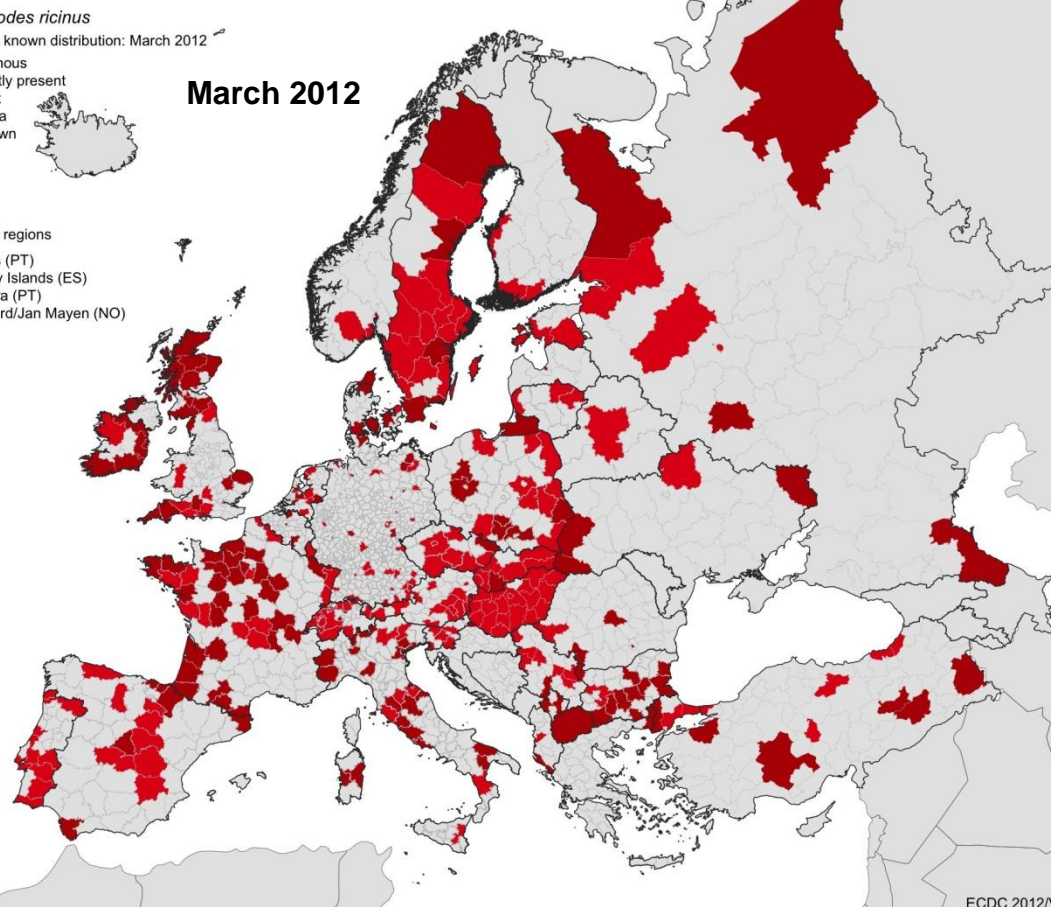 odes ricinus
known distribution: March 2012
nous
tly present
t
a
wn
March 2012
regions
s (PT)
y Islands (ES)
ra (PT)
rd/Jan Mayen (NO)
ECDC 2012/